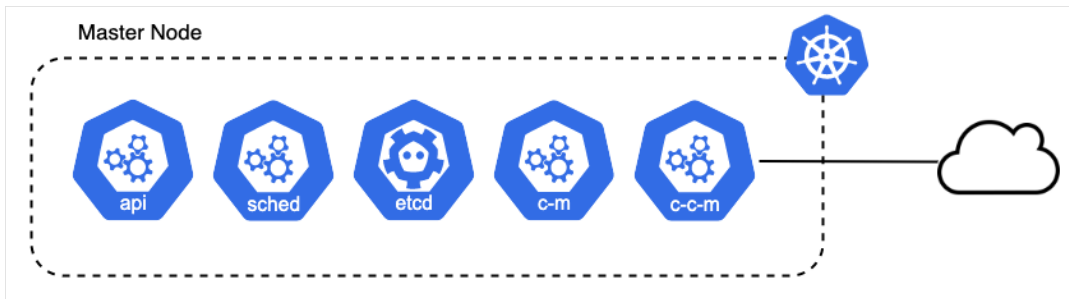 Master Node
api
sched
etcd
c-m
c-c-m